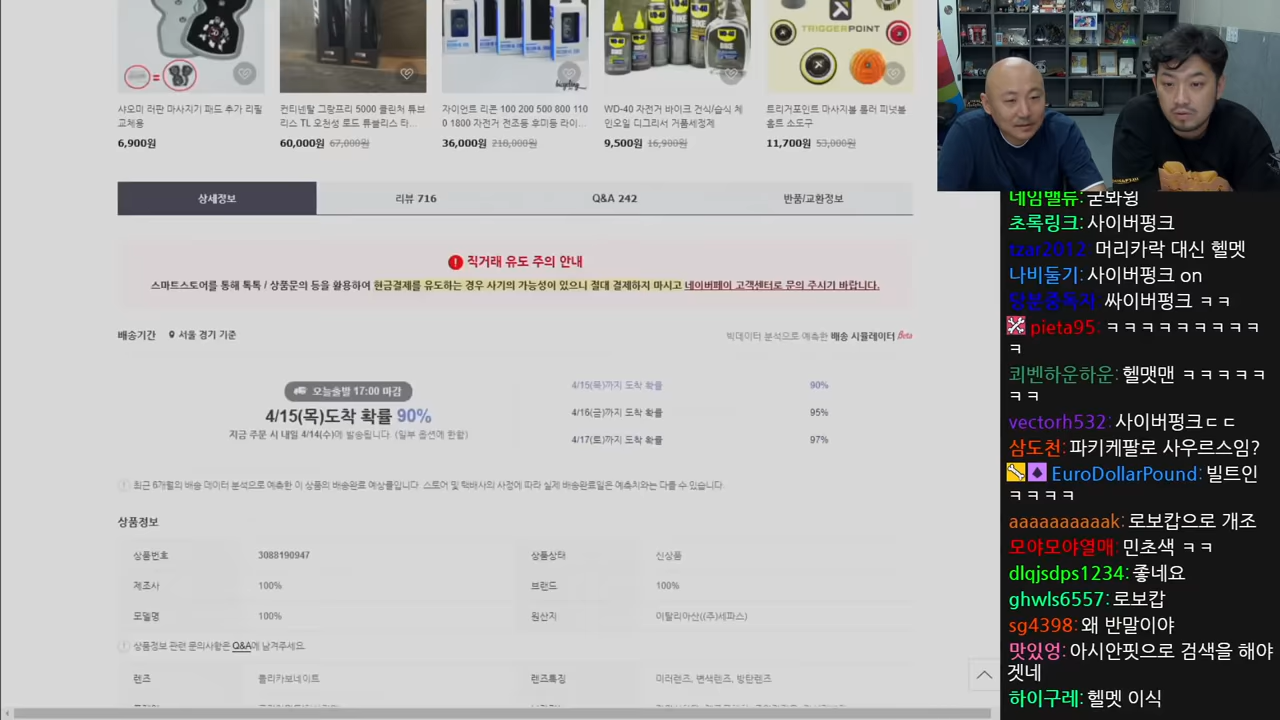 TRIGGERPOINT
샤오미 러판 마사지기 패드 추가 리필
교체용
6,900원
컨티넨탈 그랑프리 5000 클린처 튜브
리스 TL 오천성 로드 튜블리스 타...
60,000원 67,000원
자이언트 리콘 100 200 500 800 110
0 1800 자전거 전조등 후미등 라이...
36,000원 218,000원
WD-40 자전거 바이크 건식/습식 체
인오일 디그리서 거품세정제
9,500원 16,900원
트리거포인트 마사지볼 롤러 피넛볼
홈트 소도구
11,700원 53,000원
상세정보
리뷰 716
Q&A 242
반품/교환정보
직거래 유도 주의 안내
스마트스토어를 통해 톡톡 / 상품문의 등을 활용하여 현금결제를 유도하는 경우 사기의 가능성이 있으니 절대 결제하지 마시고 네이버페이 고객센터로 문의 주시기 바랍니다.
배송기간 서울 경기 기준
빅데이터 분석으로 예측한 배송 시뮬레이터 Beta
오늘출발 17:00 마감
4/15(목)도착 확률 90%
지금 주문 시 내일 4/14(수)에 발송됩니다. (일부 옵션에 한함)
4/15(목)까지 도착 확률 90%
4/16(금)까지 도착 확률 95%
4/17(토)까지 도착 확률 97%
최근 6개월의 배송 데이터 분석으로 예측한 이 상품의 배송완료 예상률입니다. 스토어 및 택배사의 사정에 따라 실제 배송완료일은 예측치와는 다를 수 있습니다.
상품정보
상품번호 3088190947 상품상태 신상품
제조사 100% 브랜드 100%
모델명 100% 원산지 이탈리아산((주)세파스)
상품정보 관련 문의사항은 Q&A에 남겨주세요.
렌즈 폴리카보네이트 렌즈특징 미러렌즈, 변색렌즈, 방탄렌즈
네임밸류: 굳봐윙
초록링크: 사이버펑크
tzar2012: 머리카락 대신 헬멧
나비둘기: 사이버펑크 on
당분중독자: 싸이버펑크 ㅋㅋ
pieta95: ㅋㅋㅋㅋㅋㅋㅋㅋㅋㅋ
ㅋ
쾨벤하운하운: 헬맷맨 ㅋㅋㅋㅋㅋ
ㅋㅋ
vectorh532: 사이버펑크ㄷㄷ
삼도천: 파키케팔로 사우르스임?
EuroDollarPound: 빌트인
ㅋㅋㅋㅋ
aaaaaaaaaak: 로보캅으로 개조
모야모야열매: 민초색 ㅋㅋ
dlqjsdps1234: 좋네요
ghwls6557: 로보캅
sg4398: 왜 반말이야
맛있엉: 아시안핏으로 검색을 해야
겟네
하이구레: 헬멧 이식